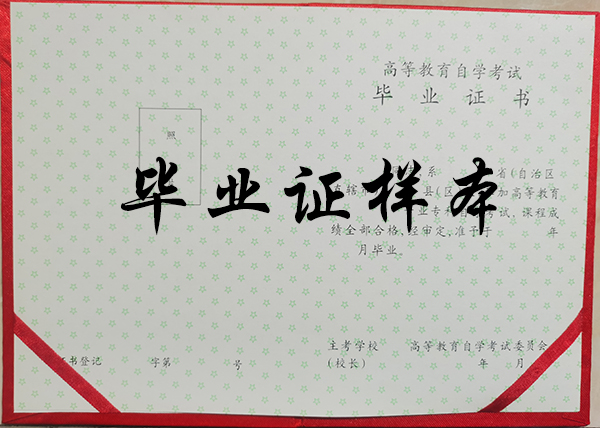 高等教育自学考试
毕业证书
照
毕业证样本
系 省(自治区
直辖 县(区 加高等教育
业专 考试,课程成
绩全部合格,经审定,准予于 年
月毕业。
主考学校 高等教育自学考试委员会
证书登记 字第 号 (校长) 年 月